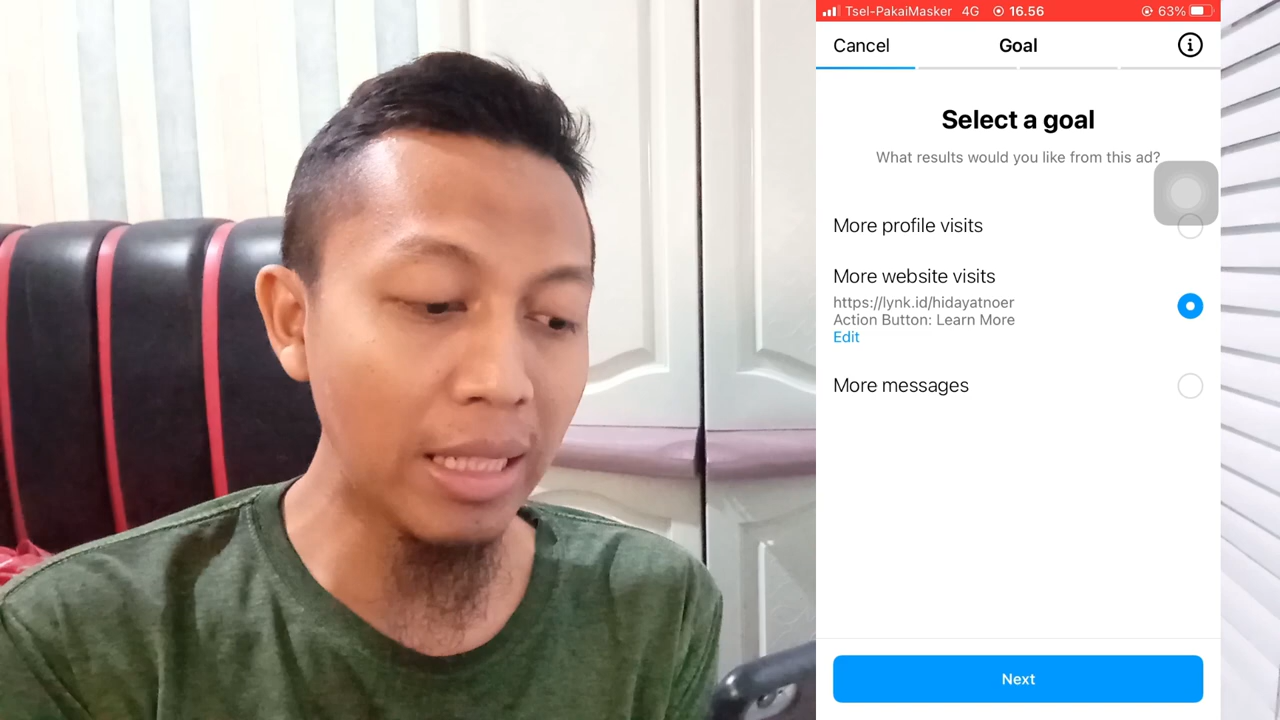 Tsel-PakaiMasker 4G 16.56 63%
Cancel Goal
Select a goal
What results would you like from this ad?
More profile visits
More website visits
https://lynk.id/hidayatnoer
Action Button: Learn More
Edit
More messages
Next